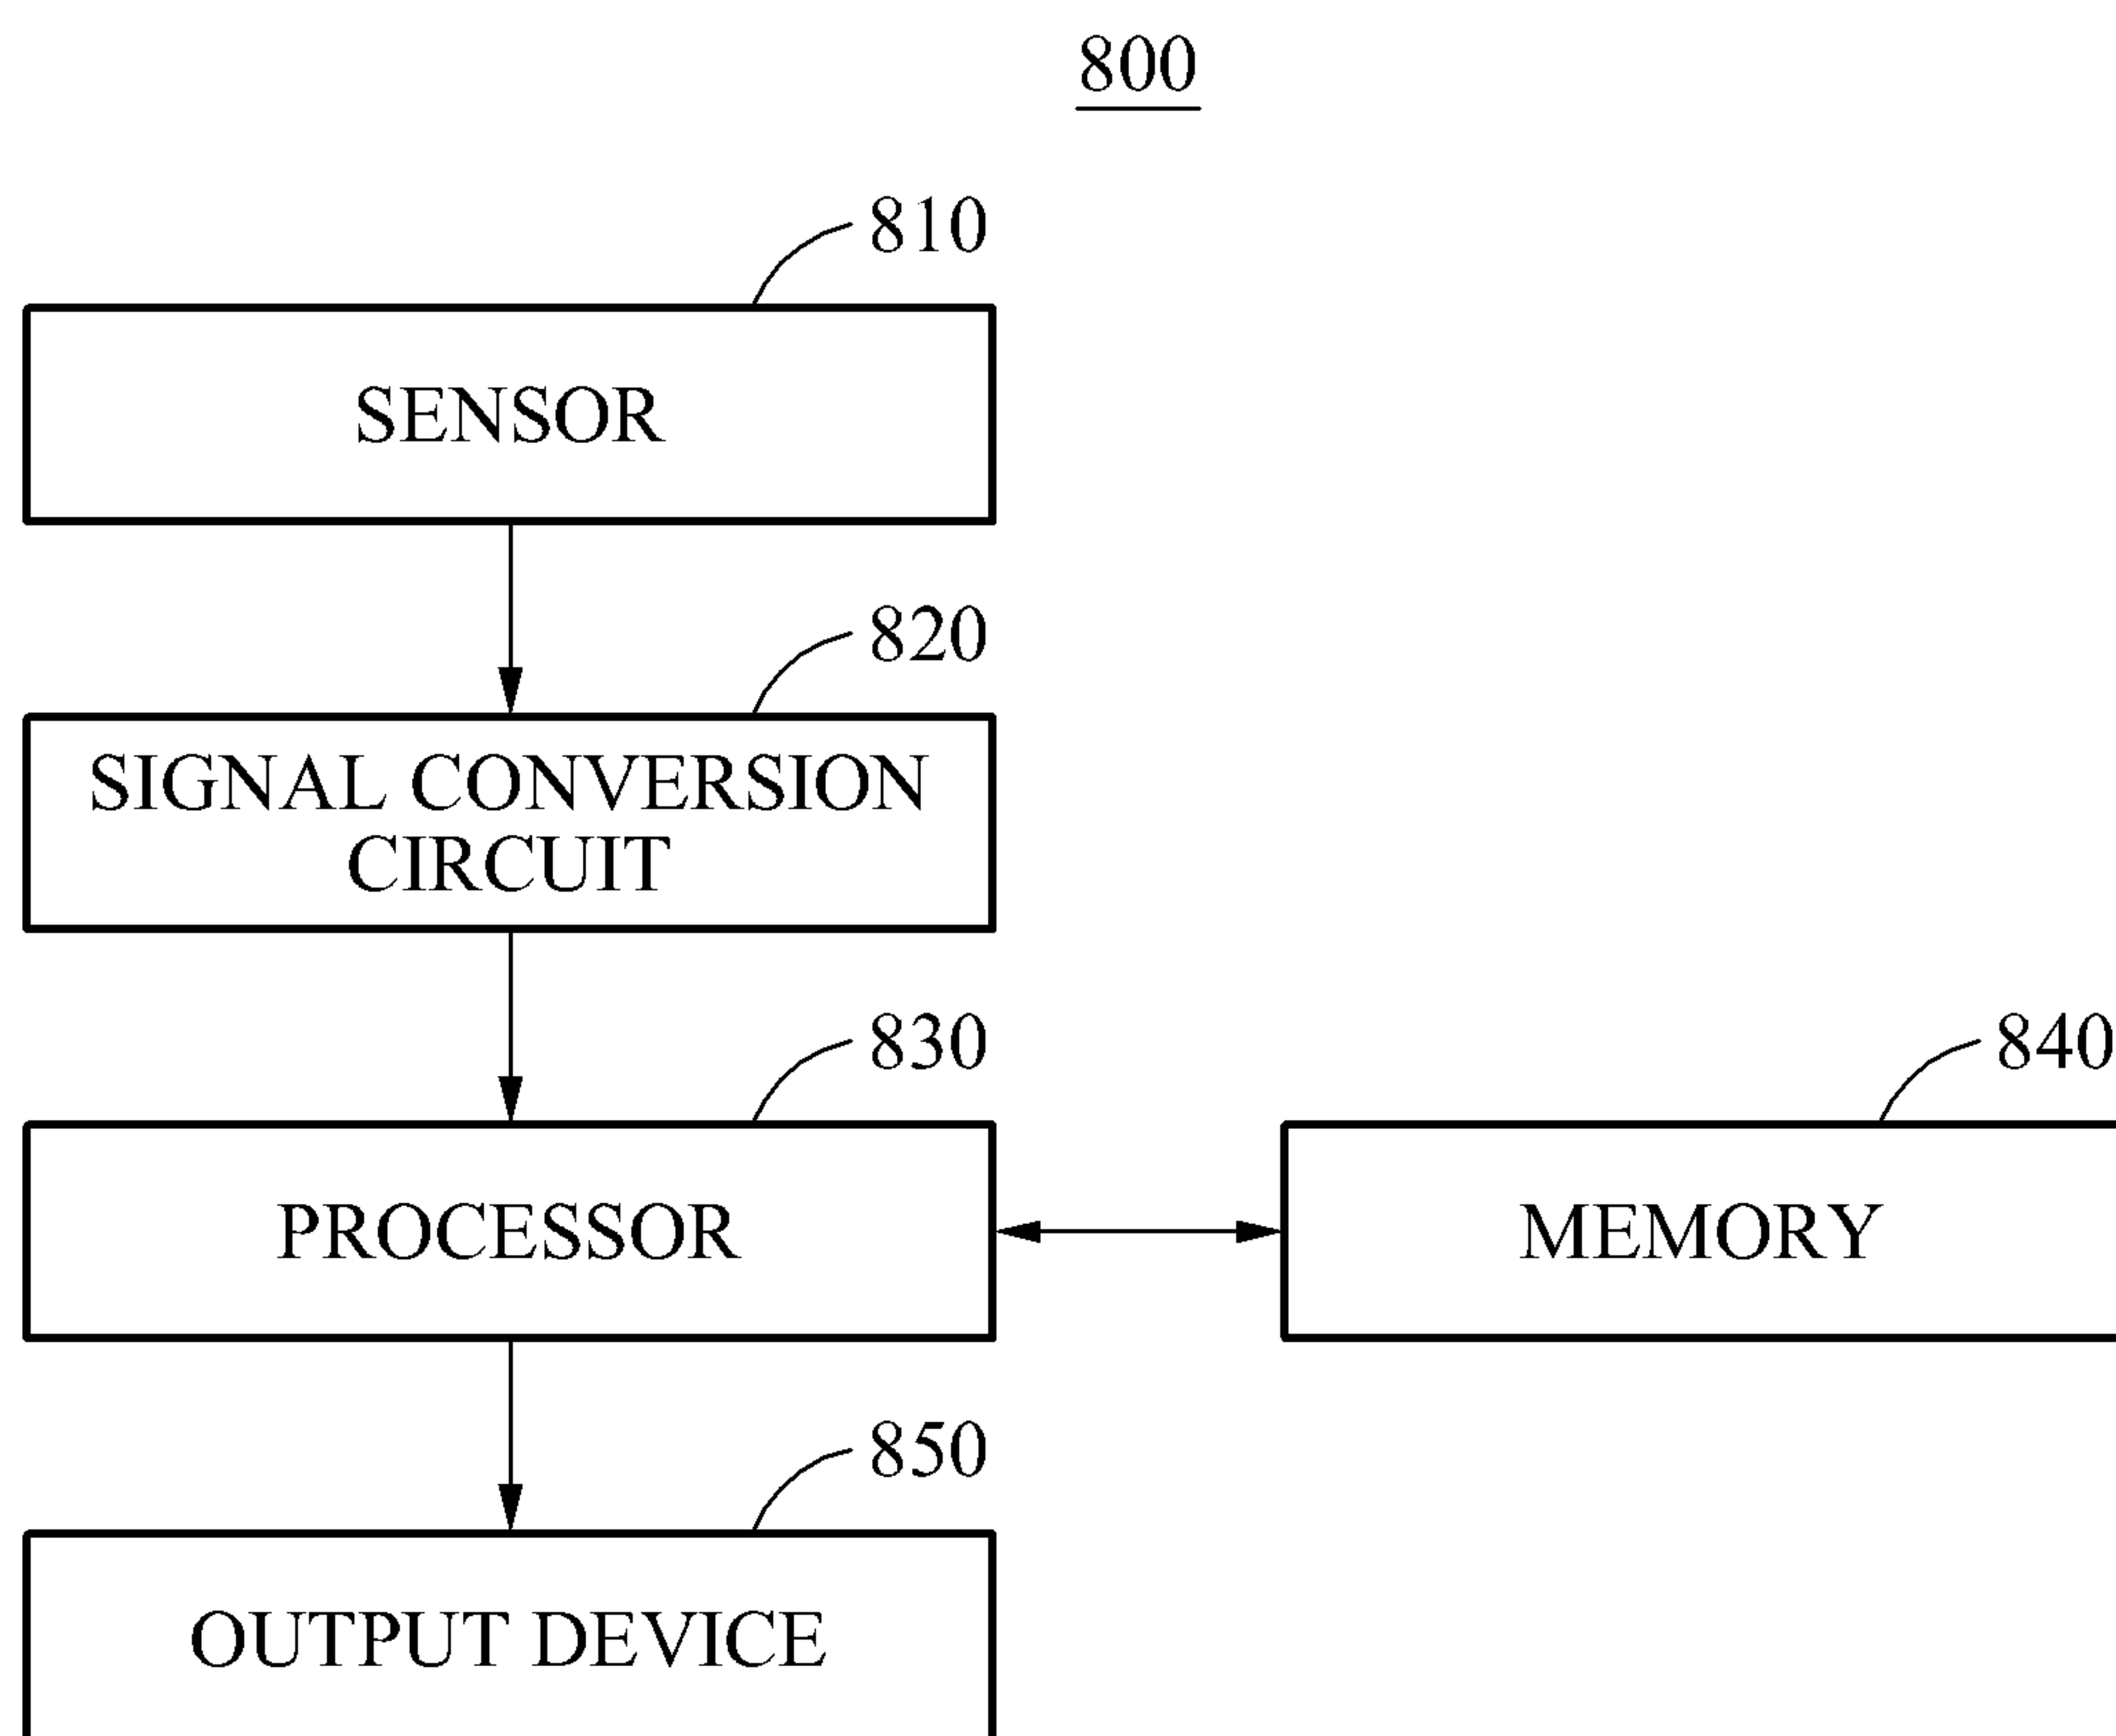 800
810
SENSOR
820
SIGNAL CONVERSION
CIRCUIT
830
840
PROCESSOR
MEMORY
850
OUTPUT DEVICE